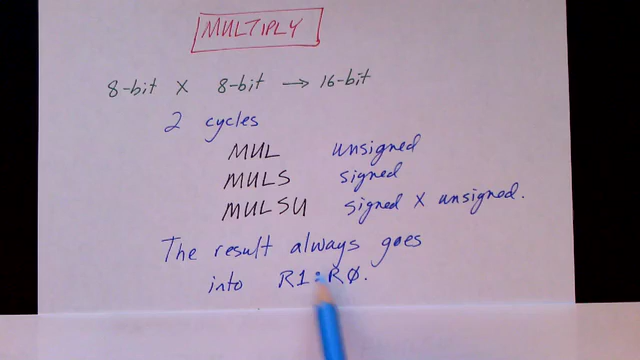 MULTIPLY
8-bit X 8-bit → 16-bit
2 cycles
MUL unsigned
MULS signed
MULSU signed X unsigned.
The result always goes
into R1:RØ.